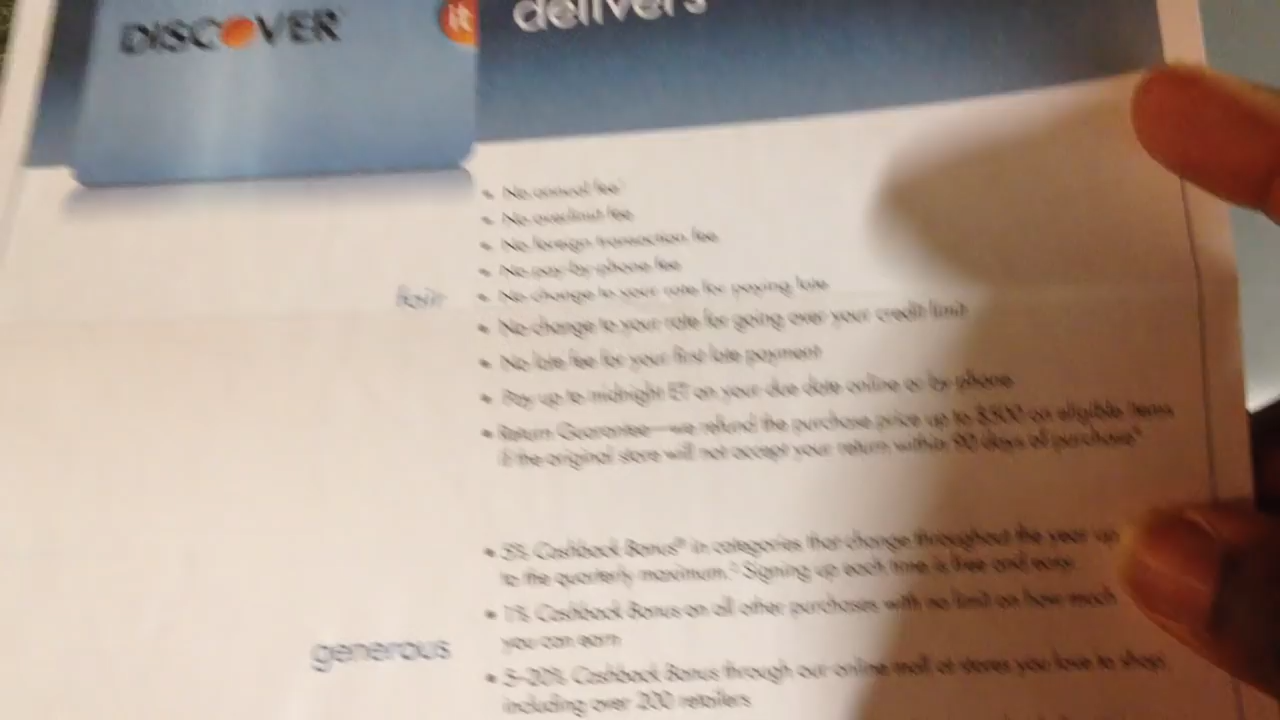 DISCOVER
it
delivers
fair
• No annual fee
• No overlimit fee
• No foreign transaction fee
• No pay-by-phone fee
• No change to your rate for paying late
• No change to your rate for going over your credit limit
• No late fee for your first late payment
• Pay up to midnight ET on your due date online or by phone
• Return Guarantee—we refund the purchase price up to $500 on eligible items
if the original store will not accept your return within 90 days of purchase
generous
• 5% Cashback Bonus® in categories that change throughout the year up
to the quarterly maximum. Signing up each time is free and easy.
• 1% Cashback Bonus on all other purchases with no limit on how much
you can earn
• 5–20% Cashback Bonus through our online mall at stores you love to shop,
including over 200 retailers